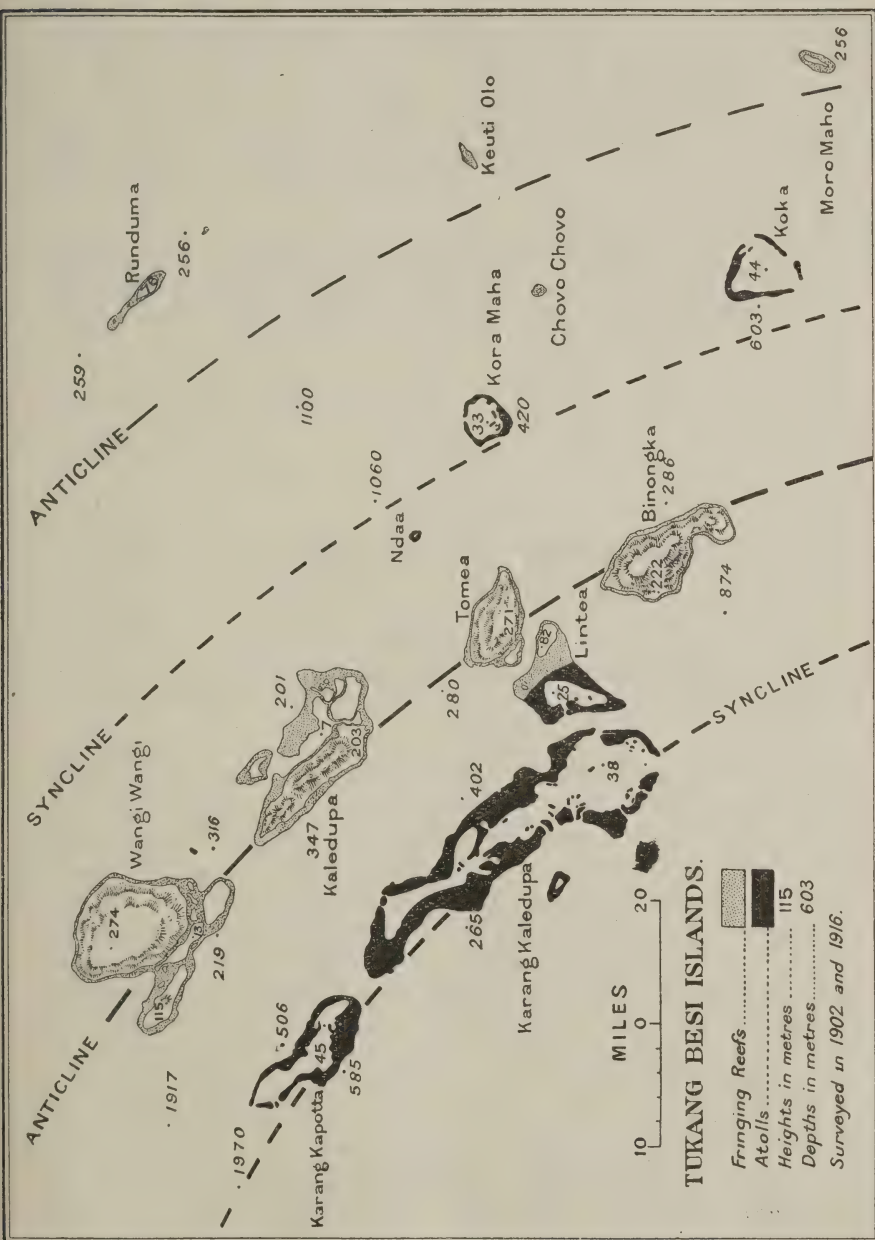 ANTICLINE
SYNCLINE
ANTICLINE
259
Runduma
256
Wangi Wangi
274
115
13
219
316
1917
1970
1100
1060
Ndaa
Keuti Olo
Kora Maha
33
420
Chovo Chovo
201
7
203
347
Kaledupa
506
45
585
Karang Kapotta
Tomea
271
280
402
265
Karang Kaledupa
38
Lintea
82
25
Binongka
286
222
874
603
44
Koka
Moro Maho
256
SYNCLINE
10 0 20
MILES
TUKANG BESI ISLANDS.
Fringing Reefs
Atolls
Heights in metres 115
Depths in metres 603
Surveyed in 1902 and 1916.